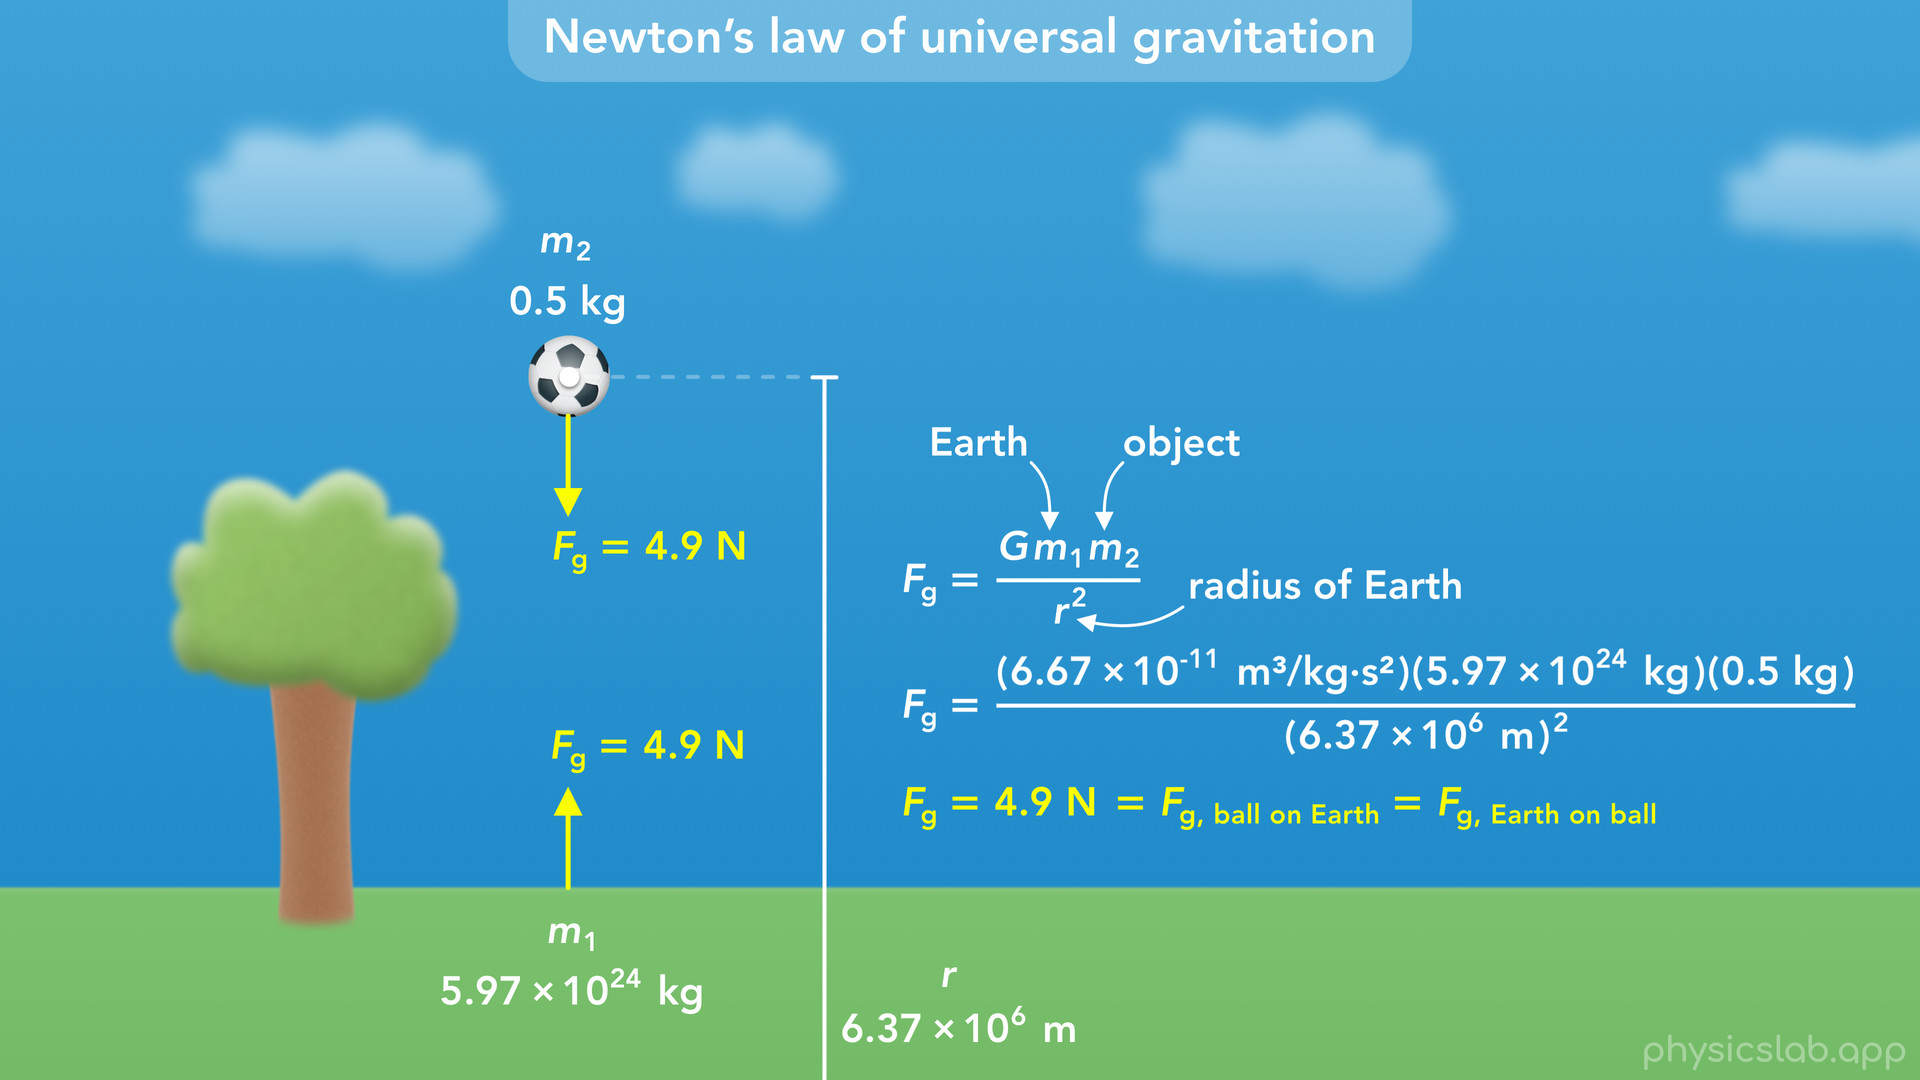 Newton’s law of universal gravitation
m₂
0.5 kg
Fg = 4.9 N
Fg = 4.9 N
m₁
5.97 × 10²⁴ kg
r
6.37 × 10⁶ m
Earth
object
Fg = Gm₁m₂ / r²
radius of Earth
Fg = (6.67 × 10⁻¹¹ m³/kg·s²)(5.97 × 10²⁴ kg)(0.5 kg) / (6.37 × 10⁶ m)²
Fg = 4.9 N = Fg, ball on Earth = Fg, Earth on ball
physicslab.app